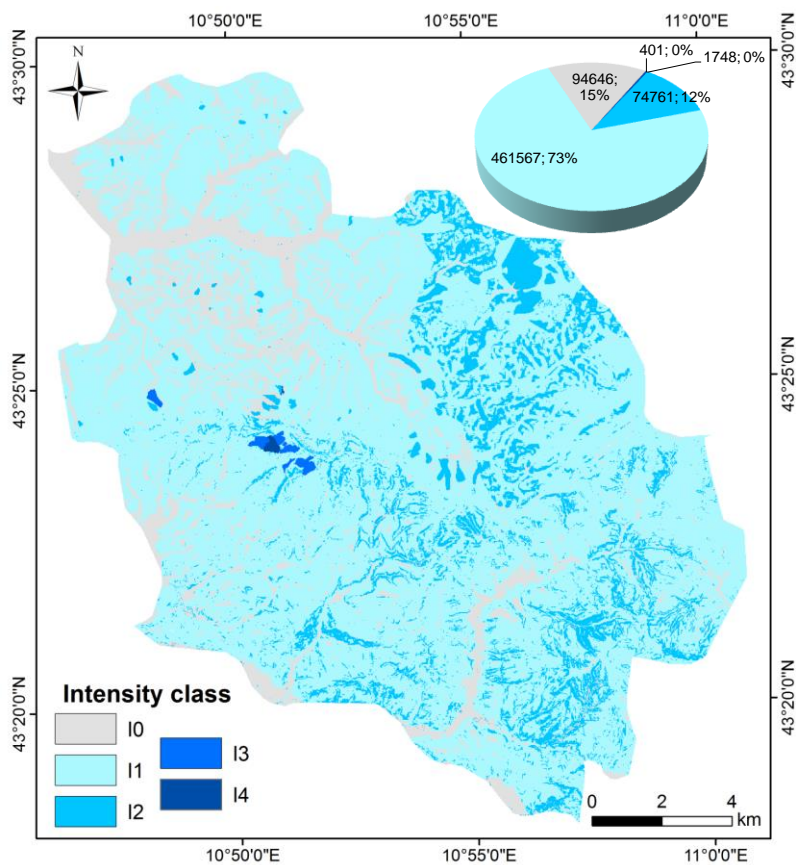 10°50'0"E 10°55'0"E 11°0'0"E
43°30'0"N
43°30'0"N
N
401; 0%
1748; 0%
94646;
15%
74761; 12%
461567; 73%
43°25'0"N
43°25'0"N
43°20'0"N
43°20'0"N
Intensity class
I0
I1
I2
I3
I4
0 2 4
km
10°50'0"E 10°55'0"E 11°0'0"E